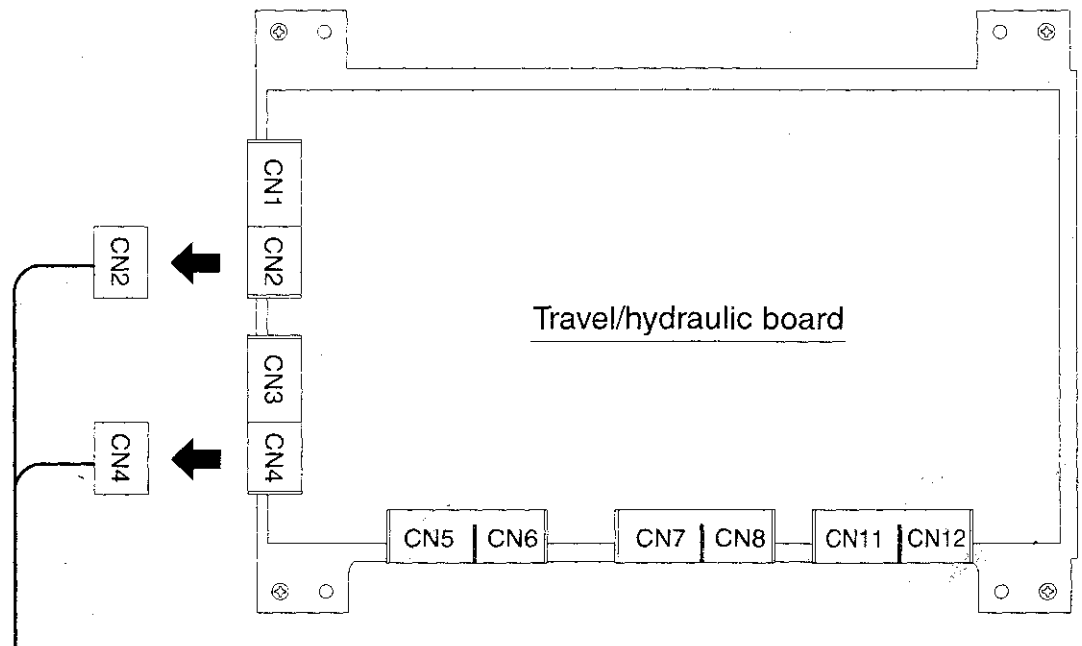 CN1
CN2
CN2
Travel/hydraulic board
CN3
CN4
CN4
CN5 CN6 CN7 CN8 CN11 CN12